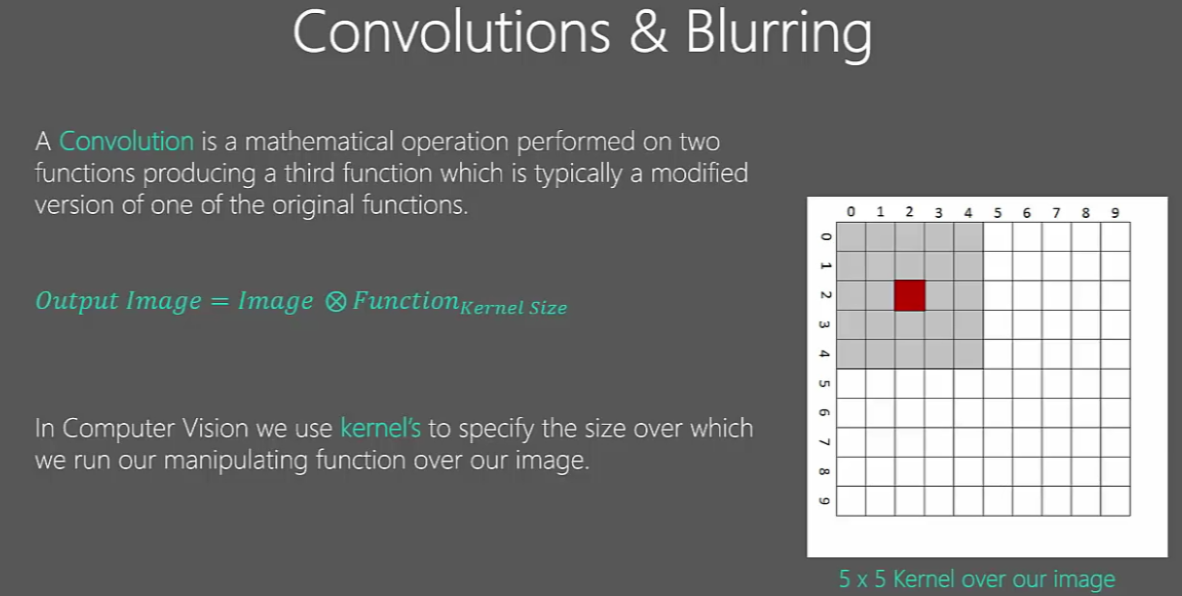 Convolutions & Blurring
A Convolution is a mathematical operation performed on two
functions producing a third function which is typically a modified
version of one of the original functions.
Output Image = Image ⊗ Function Kernel Size
In Computer Vision we use kernel's to specify the size over which
we run our manipulating function over our image.
0 1 2 3 4 5 6 7 8 9
0
1
2
3
4
5
6
7
8
9
5 x 5 Kernel over our image